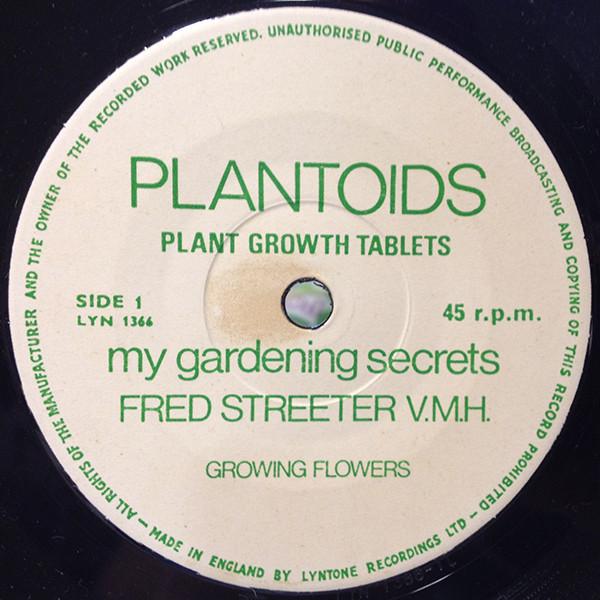 PLANTOIDS
PLANT GROWTH TABLETS
SIDE 1
LYN 1366
45 r.p.m.
my gardening secrets
FRED STREETER V.M.H.
GROWING FLOWERS
ALL RIGHTS OF THE MANUFACTURER AND THE OWNER OF THE RECORDED WORK RESERVED. UNAUTHORISED PUBLIC PERFORMANCE BROADCASTING AND COPYING OF THIS RECORD PROHIBITED – MADE IN ENGLAND BY LYNTONE RECORDINGS LTD –